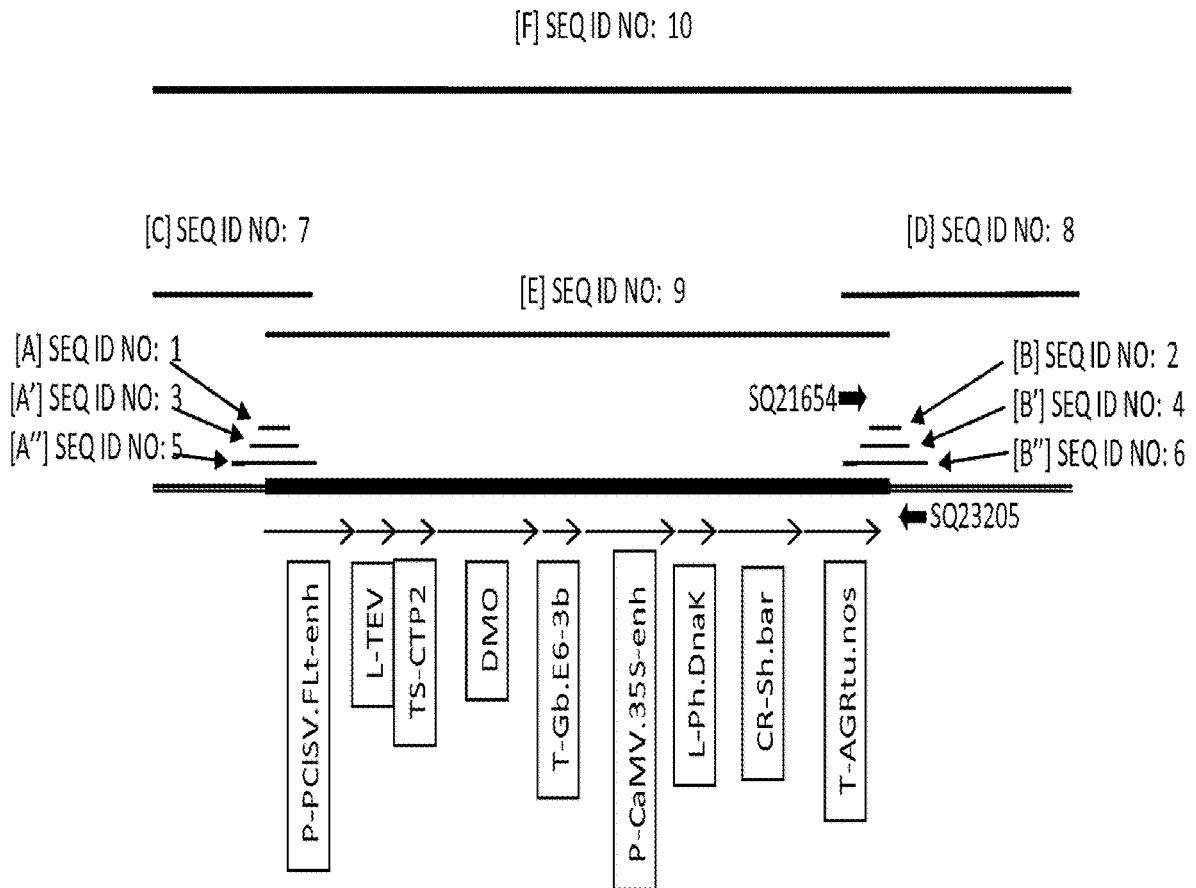 [F] SEQ ID NO: 10
[C] SEQ ID NO: 7
[D] SEQ ID NO: 8
[E] SEQ ID NO: 9
[A] SEQ ID NO: 1
[A'] SEQ ID NO: 3
[A''] SEQ ID NO: 5
SQ21654
[B] SEQ ID NO: 2
[B'] SEQ ID NO: 4
[B''] SEQ ID NO: 6
SQ23205
P-PCISV.FLt-enh
L-TEV
TS-CTP2
DMO
T-Gb.E6-3b
P-CaMV.35S-enh
L-Ph.DnaK
CR-Sh.bar
T-AGRtu.nos